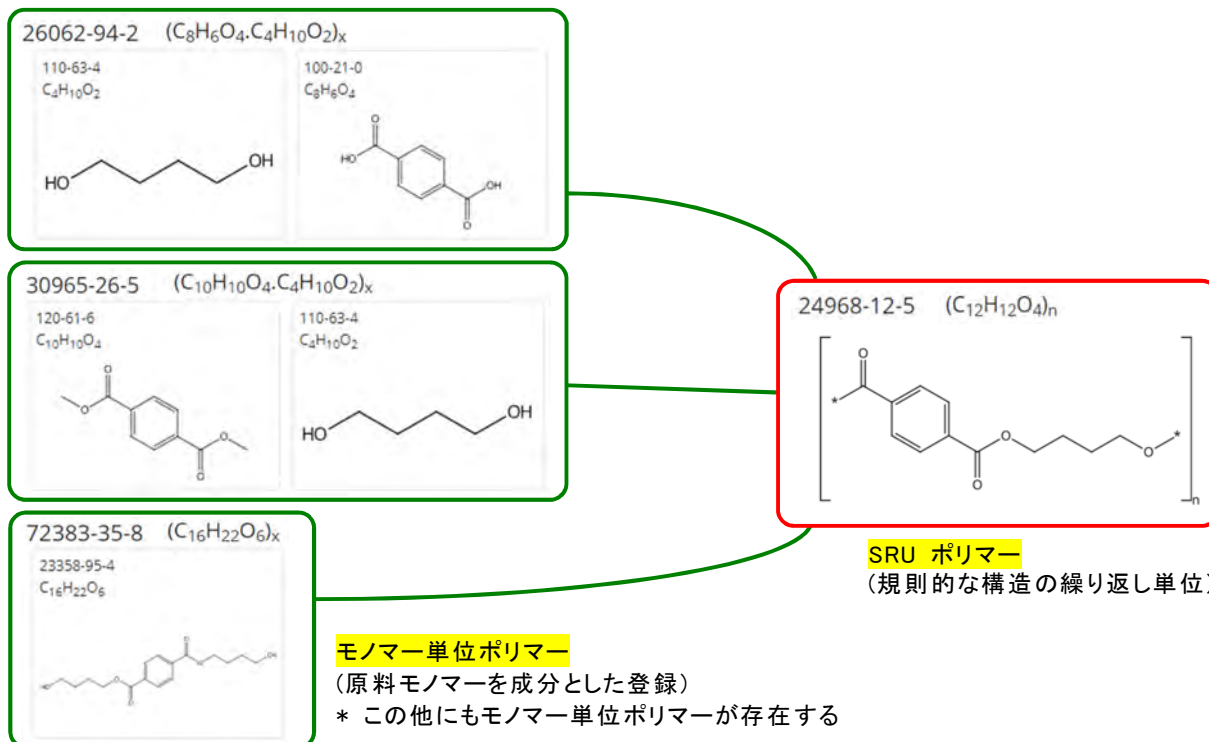 26062-94-2 (C₈H₆O₄.C₄H₁₀O₂)ₓ
110-63-4
C₄H₁₀O₂
HO
OH
100-21-0
C₈H₆O₄
O
HO
OH
O
30965-26-5 (C₁₀H₁₀O₄.C₄H₁₀O₂)ₓ
120-61-6
C₁₀H₁₀O₄
O
O
O
O
110-63-4
C₄H₁₀O₂
HO
OH
72383-35-8 (C₁₆H₂₂O₆)ₓ
23358-95-4
C₁₆H₂₂O₆
O
OH
O
HO
O
O
モノマー単位ポリマー
(原料モノマーを成分とした登録)
* この他にもモノマー単位ポリマーが存在する
24968-12-5 (C₁₂H₁₂O₄)ₙ
O
*
O
O
O
*
n
SRU ポリマー
(規則的な構造の繰り返し単位)